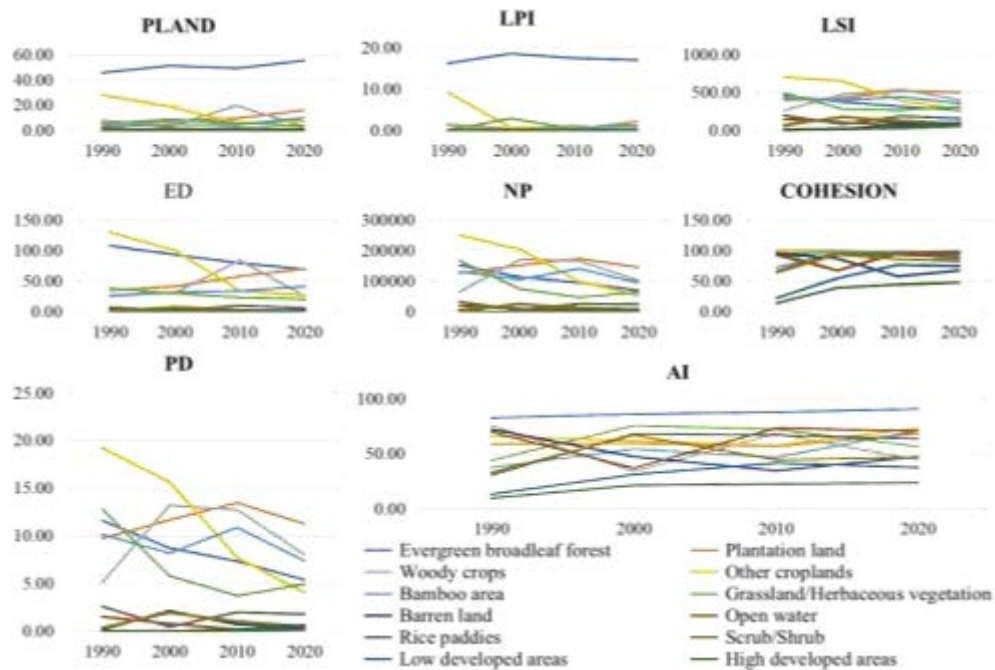 PLAND
60.00
40.00
20.00
0.00
1990 2000 2010 2020
LPI
20.00
10.00
0.00
1990 2000 2010 2020
LSI
1000.00
500.00
0.00
1990 2000 2010 2020
ED
150.00
100.00
50.00
0.00
1990 2000 2010 2020
NP
300000
200000
100000
0
1990 2000 2010 2020
COHESION
150.00
100.00
50.00
0.00
1990 2000 2010 2020
PD
25.00
20.00
15.00
10.00
5.00
0.00
1990 2000 2010 2020
AI
100.00
50.00
0.00
1990 2000 2010 2020
Evergreen broadleaf forest
Plantation land
Woody crops
Other croplands
Bamboo area
Grassland/Herbaceous vegetation
Barren land
Open water
Rice paddies
Scrub/Shrub
Low developed areas
High developed areas